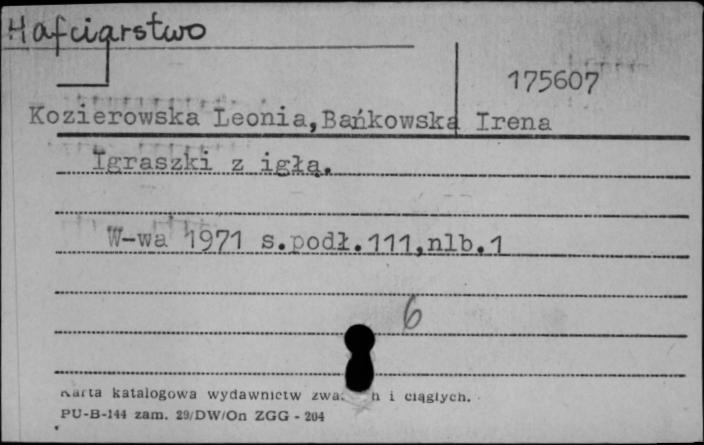 Hafciarstwo
175607
Kozierowska Leonia, Bańkowska Irena
Igraszki z igłą.
W-wa 1971 s.podł.111,nlb.1
6
Karta katalogowa wydawnictw i ciągłych.
PU-B-144 zam. 29/DW/On ZGG - 204